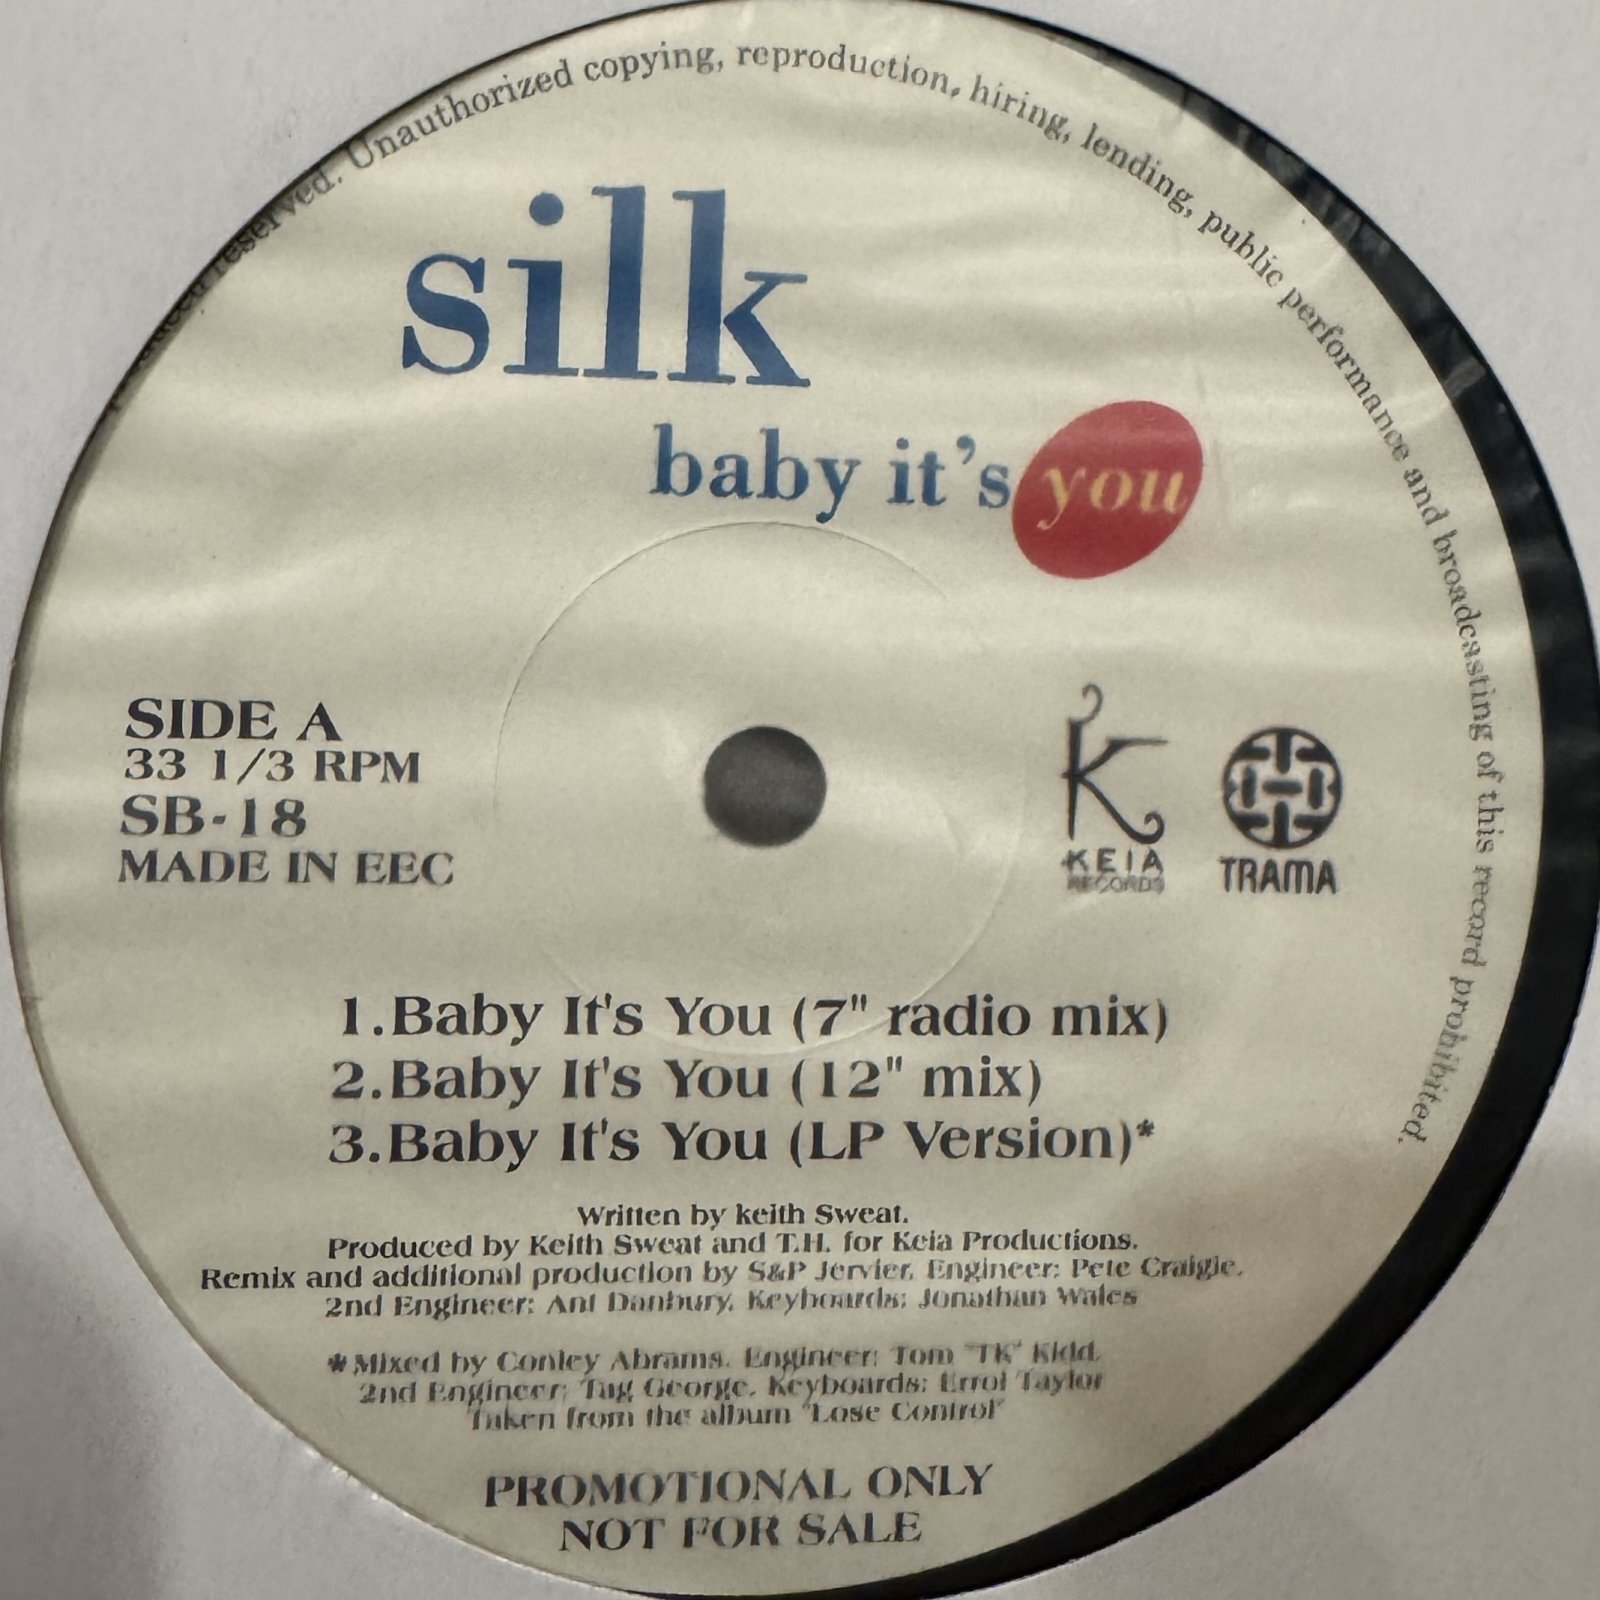 reserved. Unauthorized copying, reproduction, hiring, lending, public performance and broadcasting of this record prohibited.
silk
baby it's you
SIDE A
33 1/3 RPM
SB-18
MADE IN EEC
K
KEIA
RECORDS
TRAMA
1.Baby It's You (7" radio mix)
2.Baby It's You (12" mix)
3.Baby It's You (LP Version)*
Written by keith Sweat.
Produced by Keith Sweat and T.H. for Keia Productions.
Remix and additional production by S&P Jervier. Engineer: Pete Craigie.
2nd Engineer: Ant Danbury. Keyboards: Jonathan Wales
*Mixed by Conley Abrams. Engineer: Tom "TK" Kidd.
2nd Engineer: Tag George. Keyboards: Errol Taylor
Taken from the album "Lose Control"
PROMOTIONAL ONLY
NOT FOR SALE